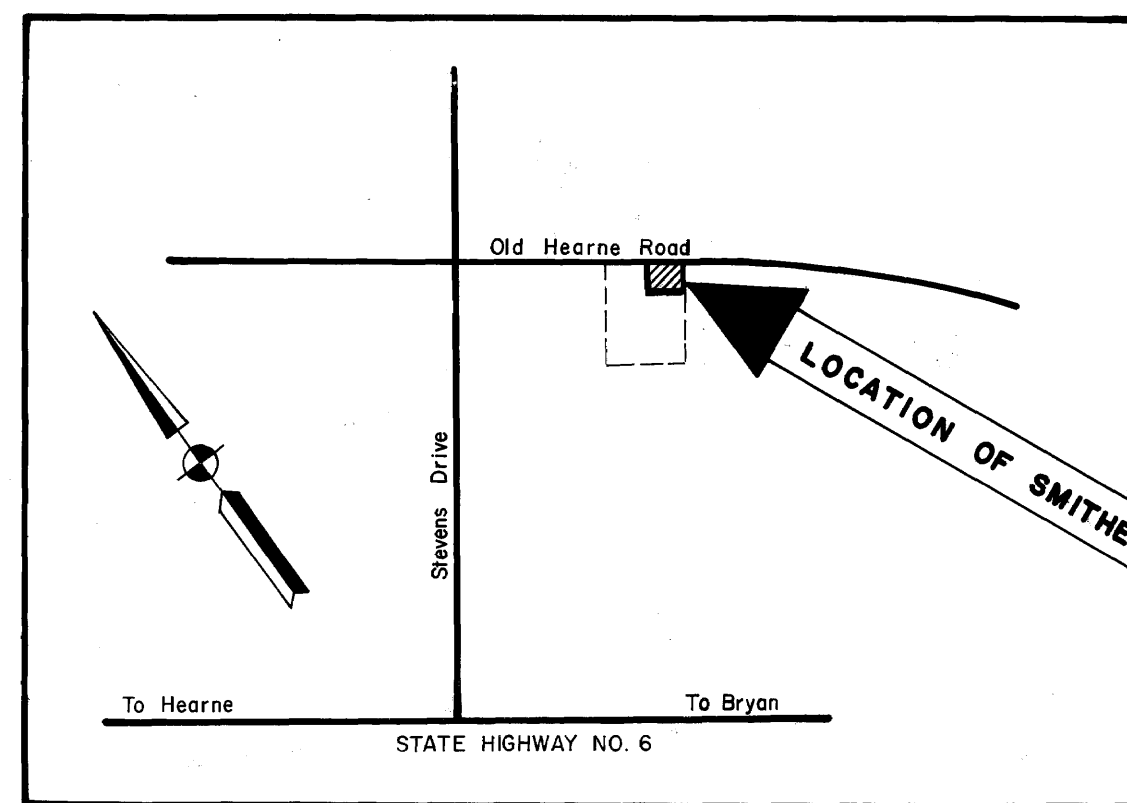 Old Hearne Road
LOCATION OF SMITHE
Stevens Drive
To Hearne
To Bryan
STATE HIGHWAY NO. 6